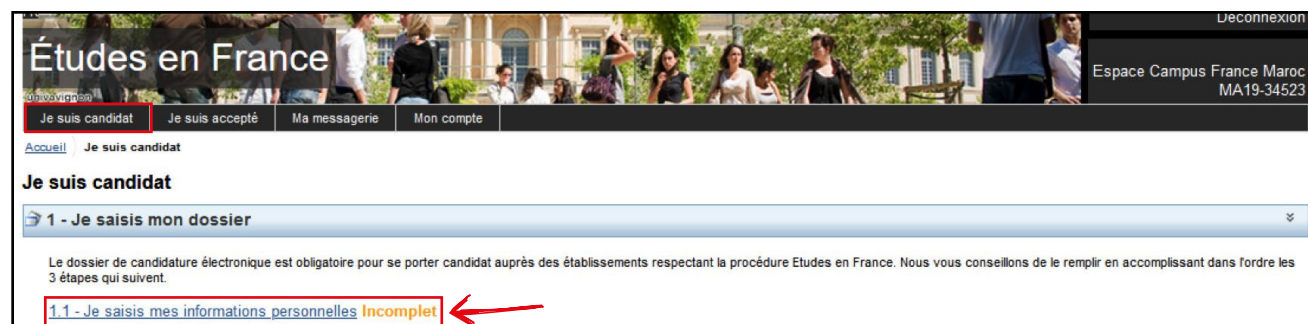 Déconnexion
Études en France
Espace Campus France Maroc
MA19-34523
univavignon
Je suis candidat Je suis accepté Ma messagerie Mon compte
Accueil Je suis candidat
Je suis candidat
1 - Je saisis mon dossier
Le dossier de candidature électronique est obligatoire pour se porter candidat auprès des établissements respectant la procédure Etudes en France. Nous vous conseillons de le remplir en accomplissant dans l'ordre les
3 étapes qui suivent.
1.1 - Je saisis mes informations personnelles Incomplet